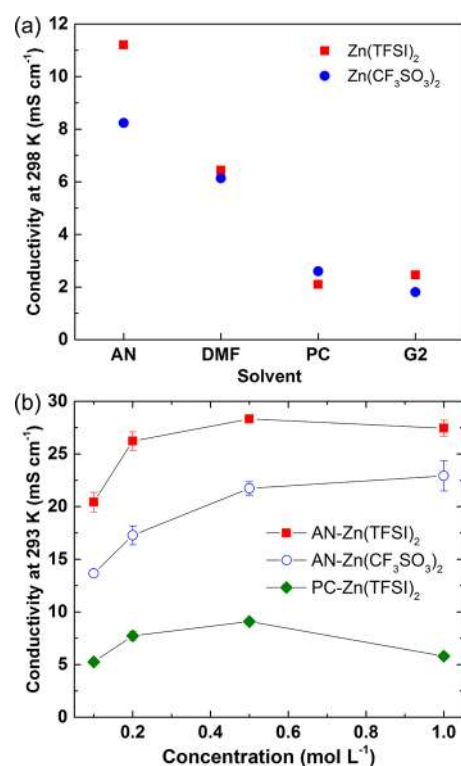 (a)
12
10
8
6
4
2
0
Conductivity at 298 K (mS cm⁻¹)
Zn(TFSI)₂
Zn(CF₃SO₃)₂
AN DMF PC G2
Solvent
(b)
30
25
20
15
10
5
0
Conductivity at 293 K (mS cm⁻¹)
AN-Zn(TFSI)₂
AN-Zn(CF₃SO₃)₂
PC-Zn(TFSI)₂
0.2 0.4 0.6 0.8 1.0
Concentration (mol L⁻¹)